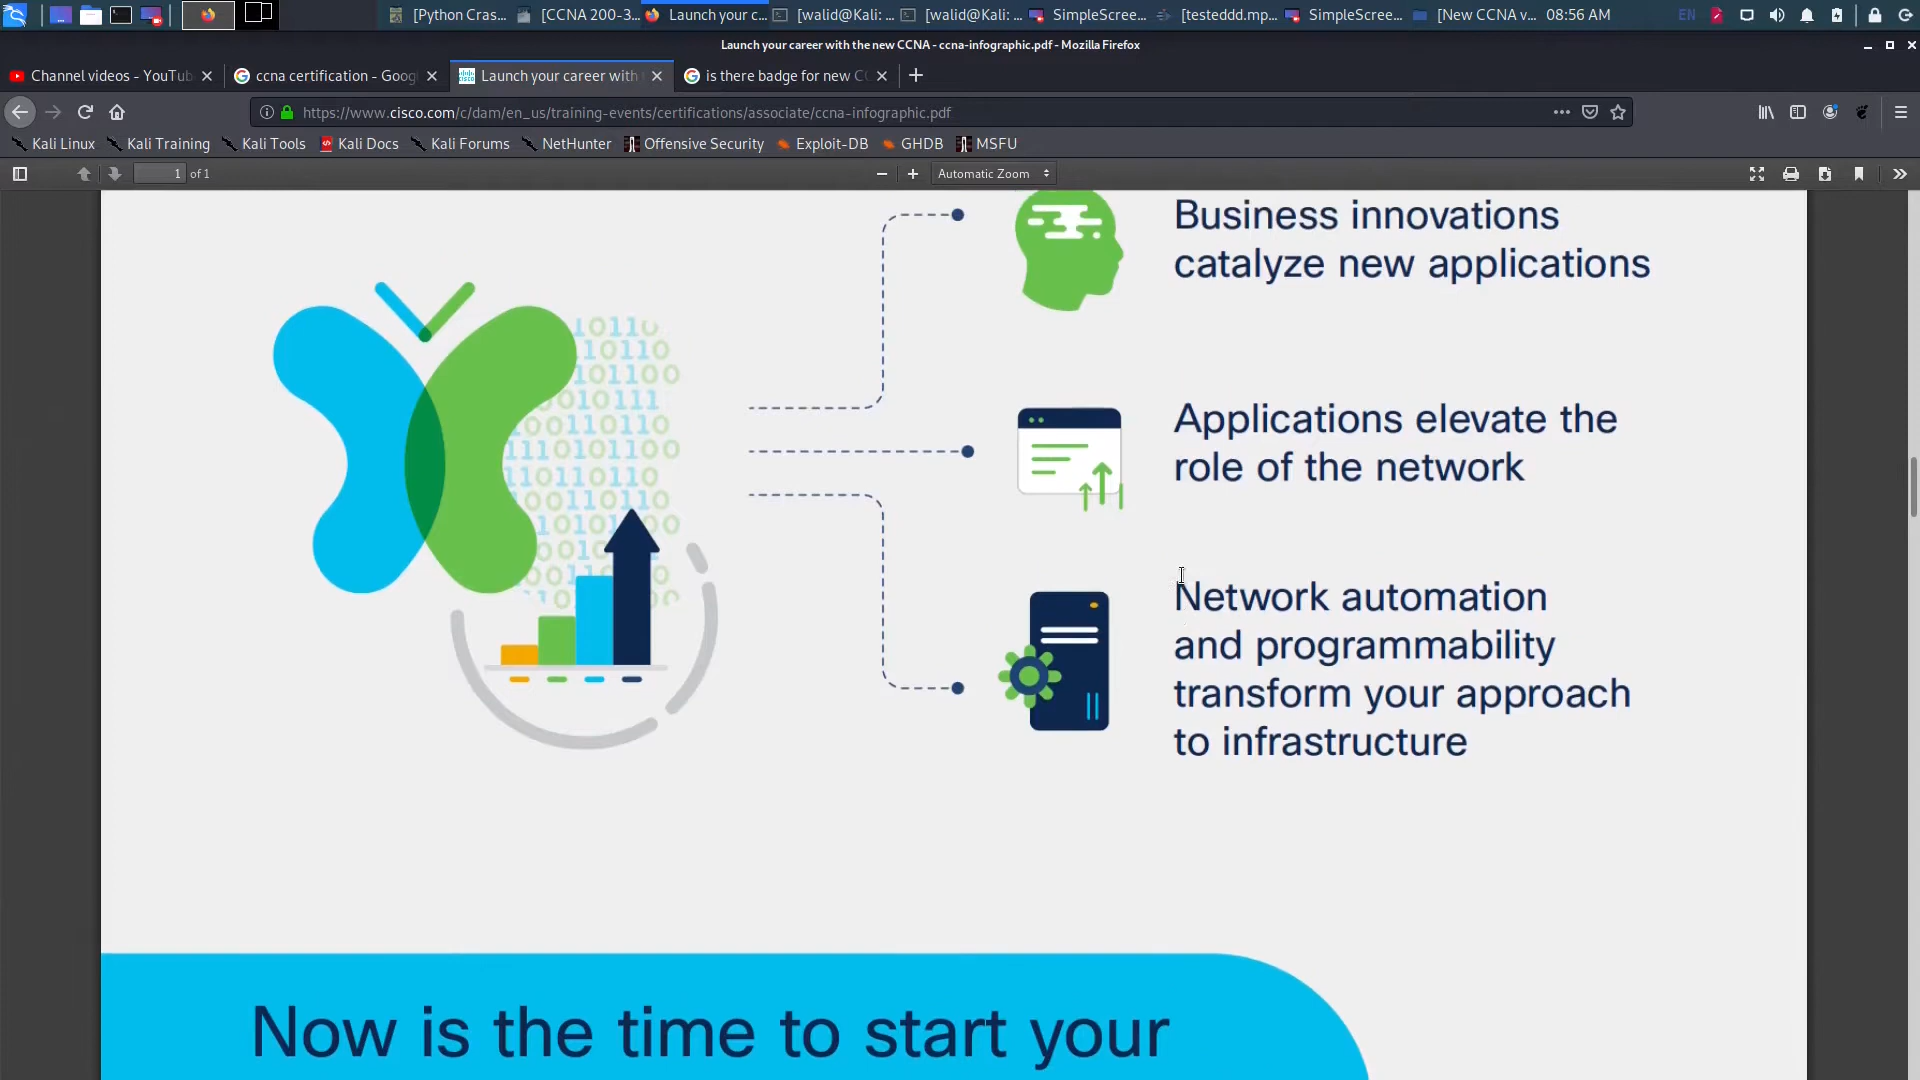 [Python Cras...
[CCNA 200-3...
Launch your c...
[walid@Kali: ...
[walid@Kali: ...
SimpleScree...
[testeddd.mp...
SimpleScree...
[New CCNA v...
08:56 AM
EN
Launch your career with the new CCNA - ccna-infographic.pdf - Mozilla Firefox
Channel videos - YouTub
ccna certification - Goog
Launch your career with
is there badge for new CC
https://www.cisco.com/c/dam/en_us/training-events/certifications/associate/ccna-infographic.pdf
Kali Linux
Kali Training
Kali Tools
Kali Docs
Kali Forums
NetHunter
Offensive Security
Exploit-DB
GHDB
MSFU
1 of 1
Automatic Zoom
Business innovations
catalyze new applications
Applications elevate the
role of the network
Network automation
and programmability
transform your approach
to infrastructure
Now is the time to start your